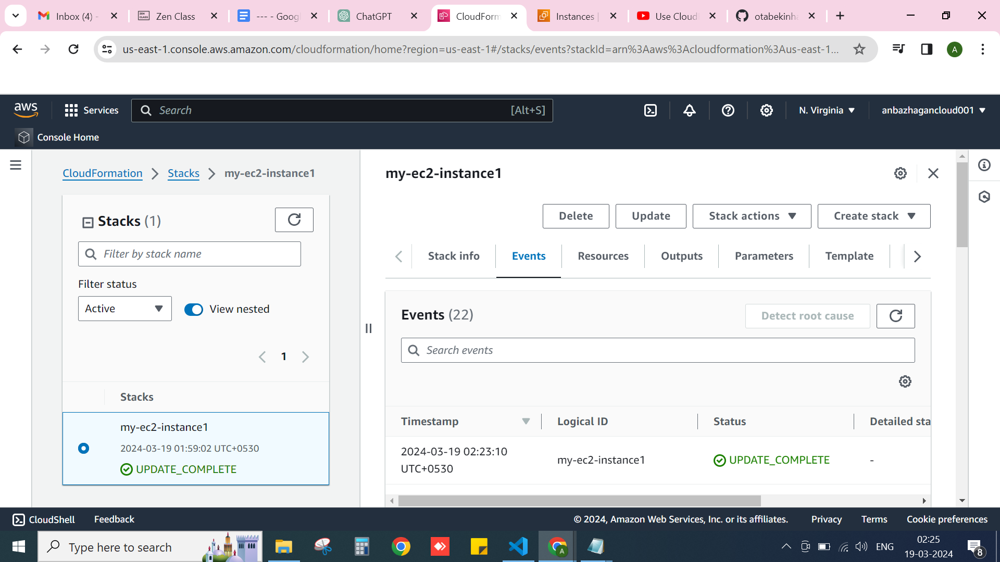 Inbox (4) -
Zen Class
--- - Googl
ChatGPT
CloudForm
Instances |
Use Cloud
otabekinha
us-east-1.console.aws.amazon.com/cloudformation/home?region=us-east-1#/stacks/events?stackId=arn%3Aaws%3Acloudformation%3Aus-east-1...
A
aws
Services
Search
[Alt+S]
N. Virginia
anbazhagancloud001
Console Home
CloudFormation
Stacks
my-ec2-instance1
Stacks (1)
Filter by stack name
Filter status
Active
View nested
1
Stacks
my-ec2-instance1
2024-03-19 01:59:02 UTC+0530
UPDATE_COMPLETE
my-ec2-instance1
Delete
Update
Stack actions
Create stack
Stack info
Events
Resources
Outputs
Parameters
Template
Events (22)
Detect root cause
Search events
Timestamp
Logical ID
Status
Detailed sta
2024-03-19 02:23:10
UTC+0530
my-ec2-instance1
UPDATE_COMPLETE
-
CloudShell
Feedback
© 2024, Amazon Web Services, Inc. or its affiliates.
Privacy
Terms
Cookie preferences
Type here to search
A
ENG
02:25
19-03-2024
8